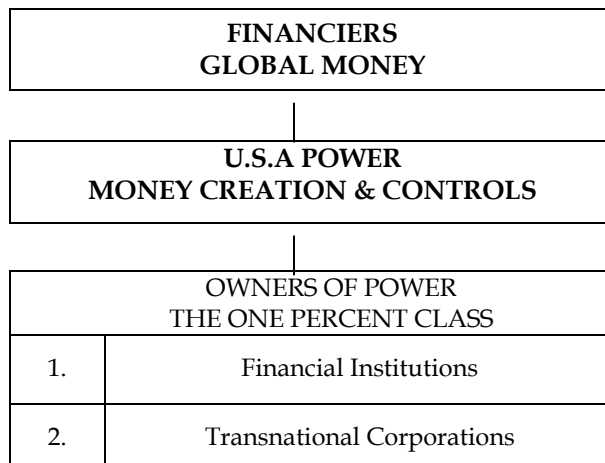 FINANCIERS
GLOBAL MONEY
U.S.A POWER
MONEY CREATION & CONTROLS
OWNERS OF POWER
THE ONE PERCENT CLASS
1. Financial Institutions
2. Transnational Corporations